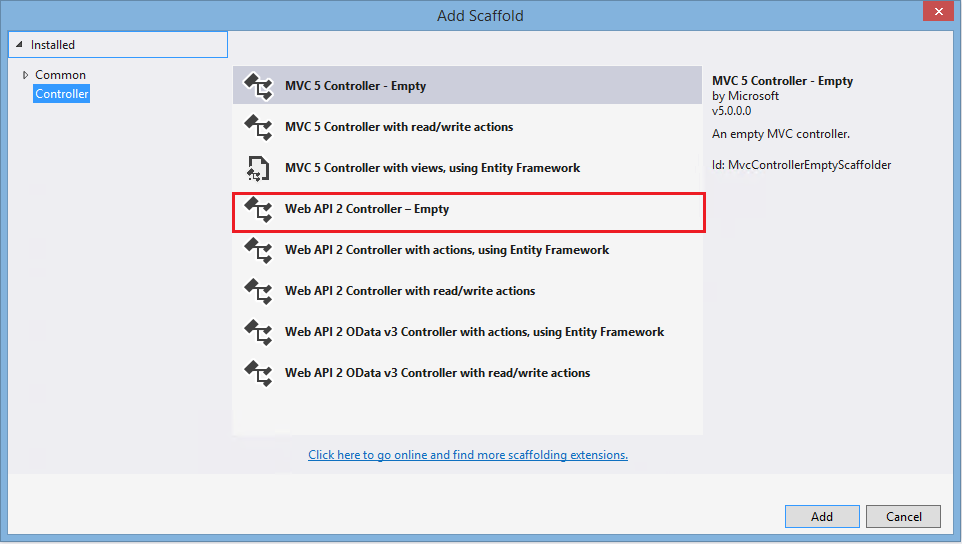 Add Scaffold
Installed
Common
Controller
MVC 5 Controller - Empty
MVC 5 Controller with read/write actions
MVC 5 Controller with views, using Entity Framework
Web API 2 Controller – Empty
Web API 2 Controller with actions, using Entity Framework
Web API 2 Controller with read/write actions
Web API 2 OData v3 Controller with actions, using Entity Framework
Web API 2 OData v3 Controller with read/write actions
Click here to go online and find more scaffolding extensions.
MVC 5 Controller - Empty
by Microsoft
v5.0.0.0
An empty MVC controller.
Id: MvcControllerEmptyScaffolder
Add
Cancel